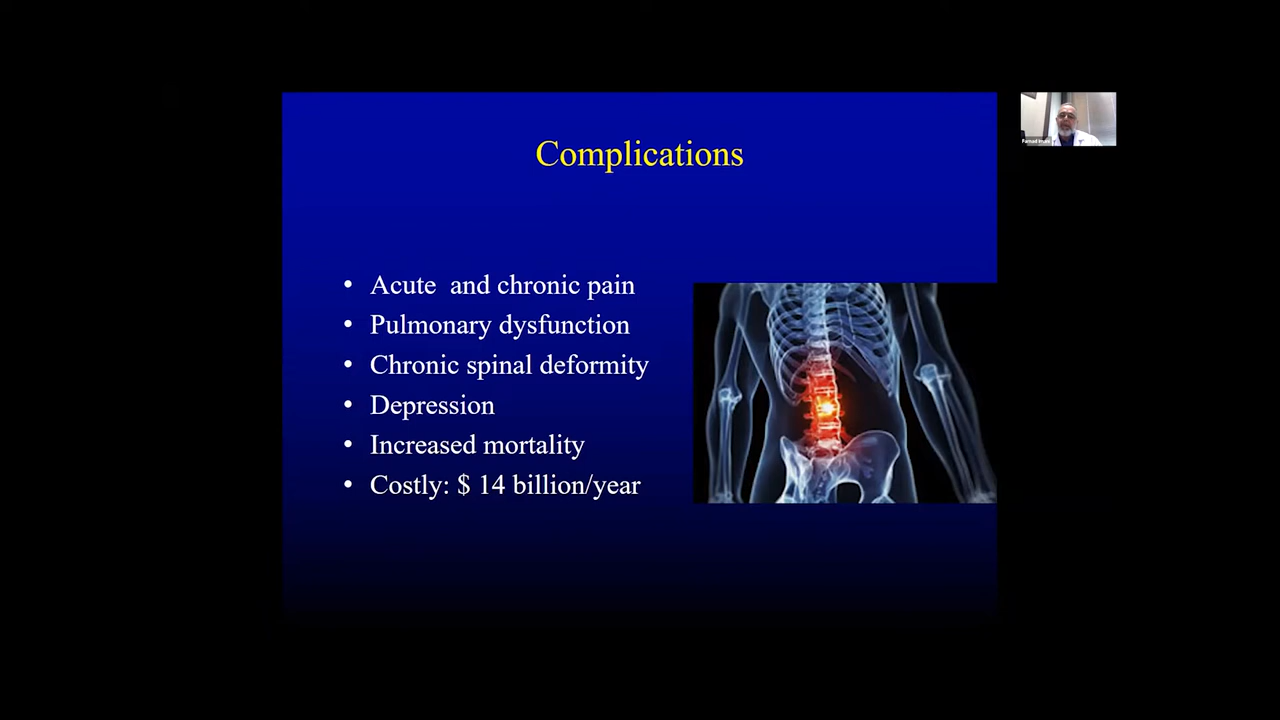 Complications
• Acute and chronic pain
• Pulmonary dysfunction
• Chronic spinal deformity
• Depression
• Increased mortality
• Costly: $ 14 billion/year